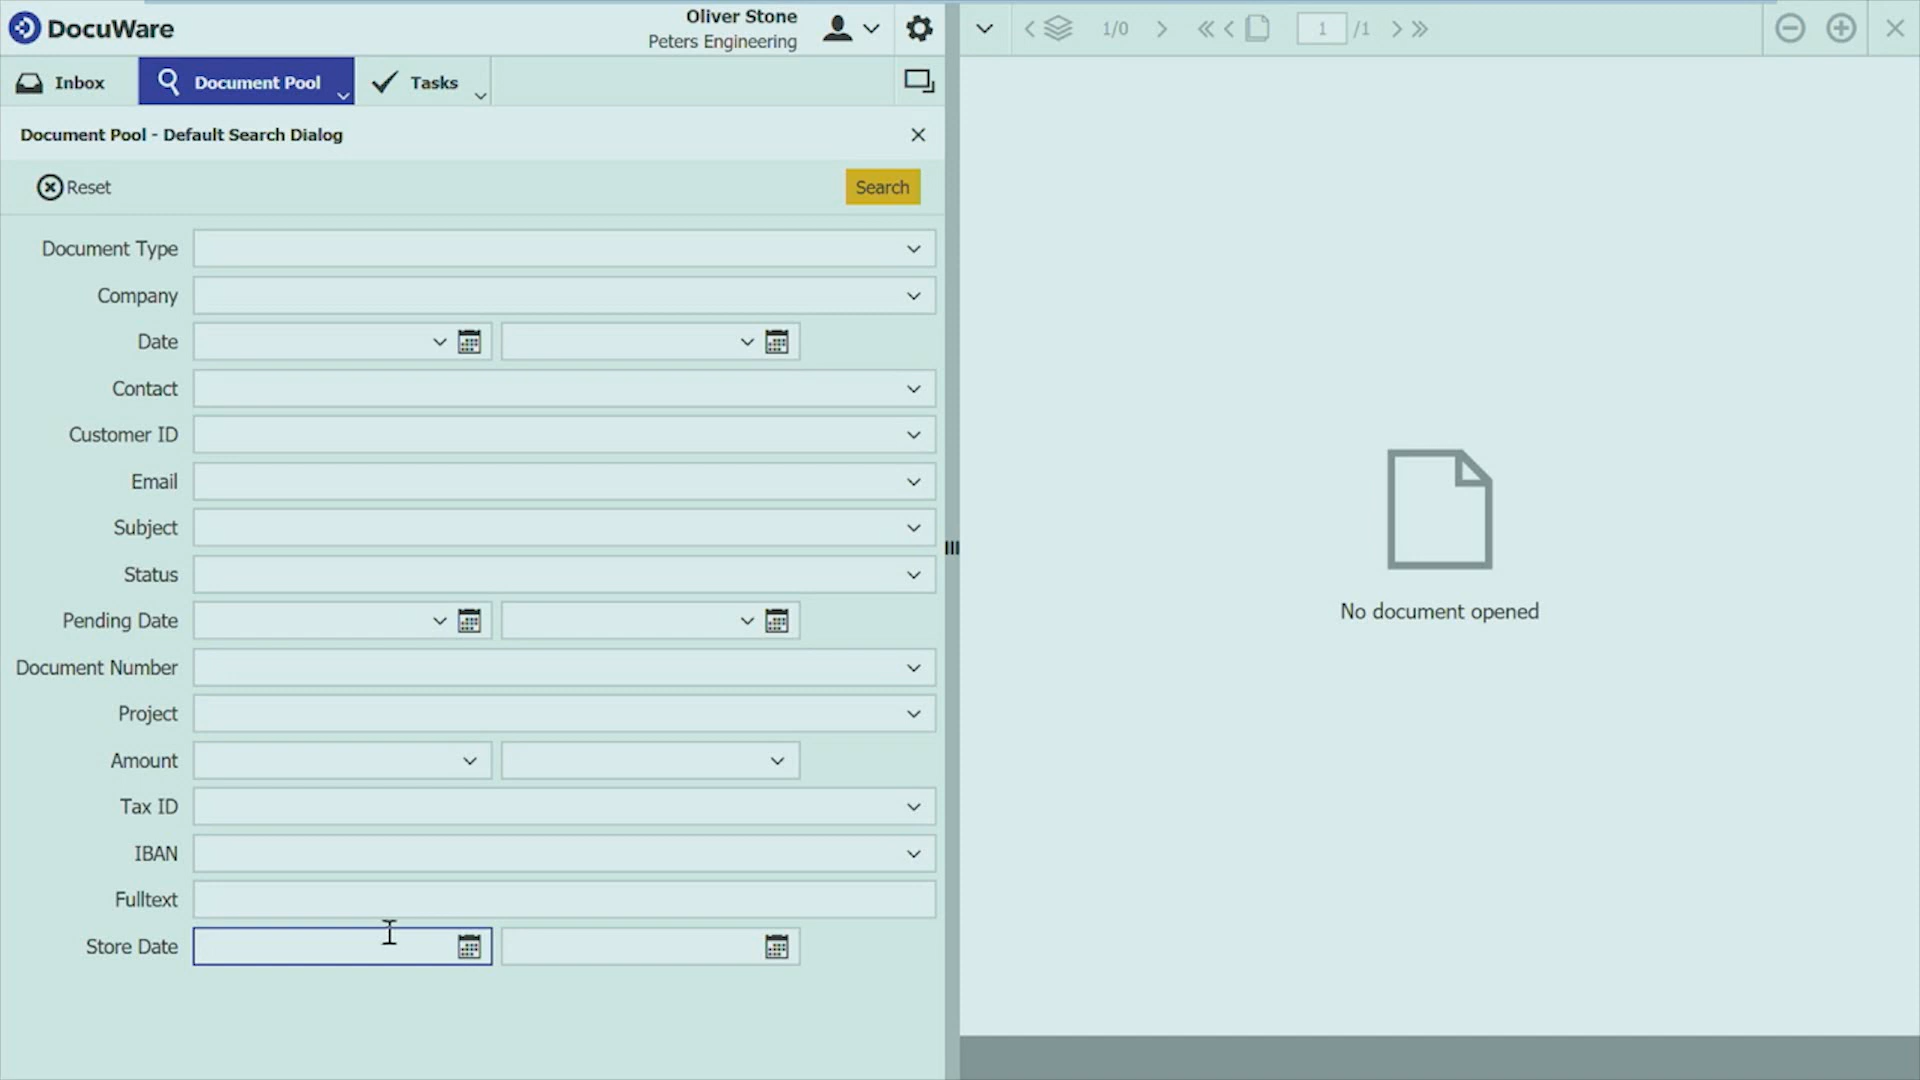 DocuWare
Oliver Stone
Peters Engineering
1/0
1 /1
Inbox
Document Pool
Tasks
Document Pool - Default Search Dialog
Reset
Search
Document Type
Company
Date
Contact
Customer ID
Email
Subject
Status
Pending Date
Document Number
Project
Amount
Tax ID
IBAN
Fulltext
Store Date
No document opened